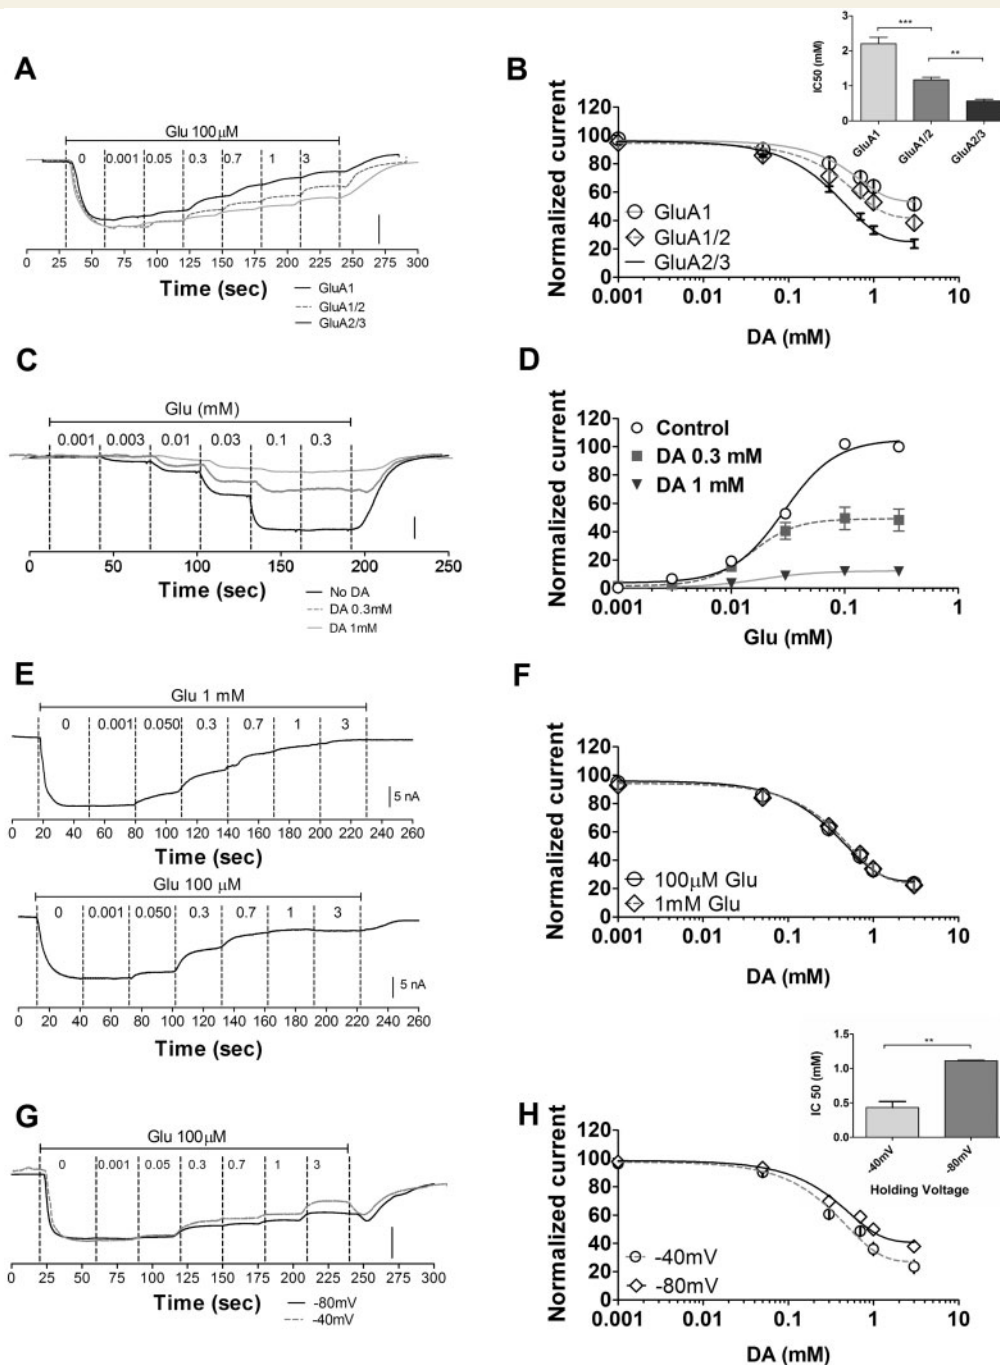 A
Glu 100μM
0 0.001 0.05 0.3 0.7 1 3
0 25 50 75 100 125 150 175 200 225 250 275 300
Time (sec)
GluA1
GluA1/2
GluA2/3
B
3
2
1
0
IC50 (mM)
***
**
GluA1
GluA1/2
GluA2/3
Normalized current
120
100
80
60
40
20
0
GluA1
GluA1/2
GluA2/3
0.001 0.01 0.1 1 10
DA (mM)
C
Glu (mM)
0.001 0.003 0.01 0.03 0.1 0.3
0 50 100 150 200 250
Time (sec)
No DA
DA 0.3mM
DA 1mM
D
Normalized current
120
100
80
60
40
20
0
Control
DA 0.3 mM
DA 1 mM
0.001 0.01 0.1 1
Glu (mM)
E
Glu 1 mM
0 0.001 0.050 0.3 0.7 1 3
5 nA
0 20 40 60 80 100 120 140 160 180 200 220 240 260
Time (sec)
Glu 100 μM
0 0.001 0.050 0.3 0.7 1 3
5 nA
0 20 40 60 80 100 120 140 160 180 200 220 240 260
Time (sec)
F
Normalized current
120
100
80
60
40
20
0
100μM Glu
1mM Glu
0.001 0.01 0.1 1 10
DA (mM)
G
Glu 100μM
0 0.001 0.05 0.3 0.7 1 3
0 25 50 75 100 125 150 175 200 225 250 275 300
Time (sec)
-80mV
-40mV
H
1.5
1.0
0.5
0.0
IC 50 (mM)
**
-40mV
-80mV
Holding Voltage
Normalized current
120
100
80
60
40
20
0
-40mV
-80mV
0.001 0.01 0.1 1 10
DA (mM)